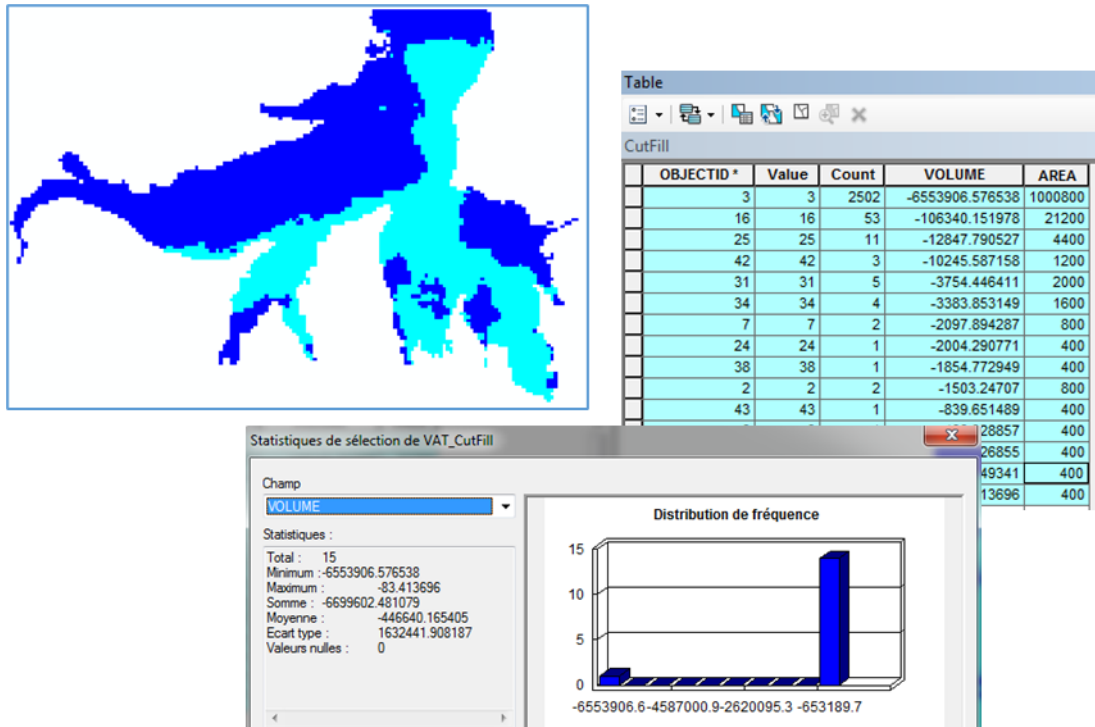 Table
CutFill
OBJECTID * Value Count VOLUME AREA
3 3 2502 -6553906.576538 1000800
16 16 53 -106340.151978 21200
25 25 11 -12847.790527 4400
42 42 3 -10245.587158 1200
31 31 5 -3754.446411 2000
34 34 4 -3383.853149 1600
7 7 2 -2097.894287 800
24 24 1 -2004.290771 400
38 38 1 -1854.772949 400
2 2 2 -1503.24707 800
43 43 1 -839.651489 400
28857 400
26855 400
49341 400
13696 400
Statistiques de sélection de VAT_CutFill
Champ
VOLUME
Statistiques :
Total : 15
Minimum :-6553906.576538
Maximum : -83.413696
Somme : -6699602.481079
Moyenne : -446640.165405
Ecart type : 1632441.908187
Valeurs nulles : 0
Distribution de fréquence
15
10
5
0
-6553906.6-4587000.9-2620095.3 -653189.7